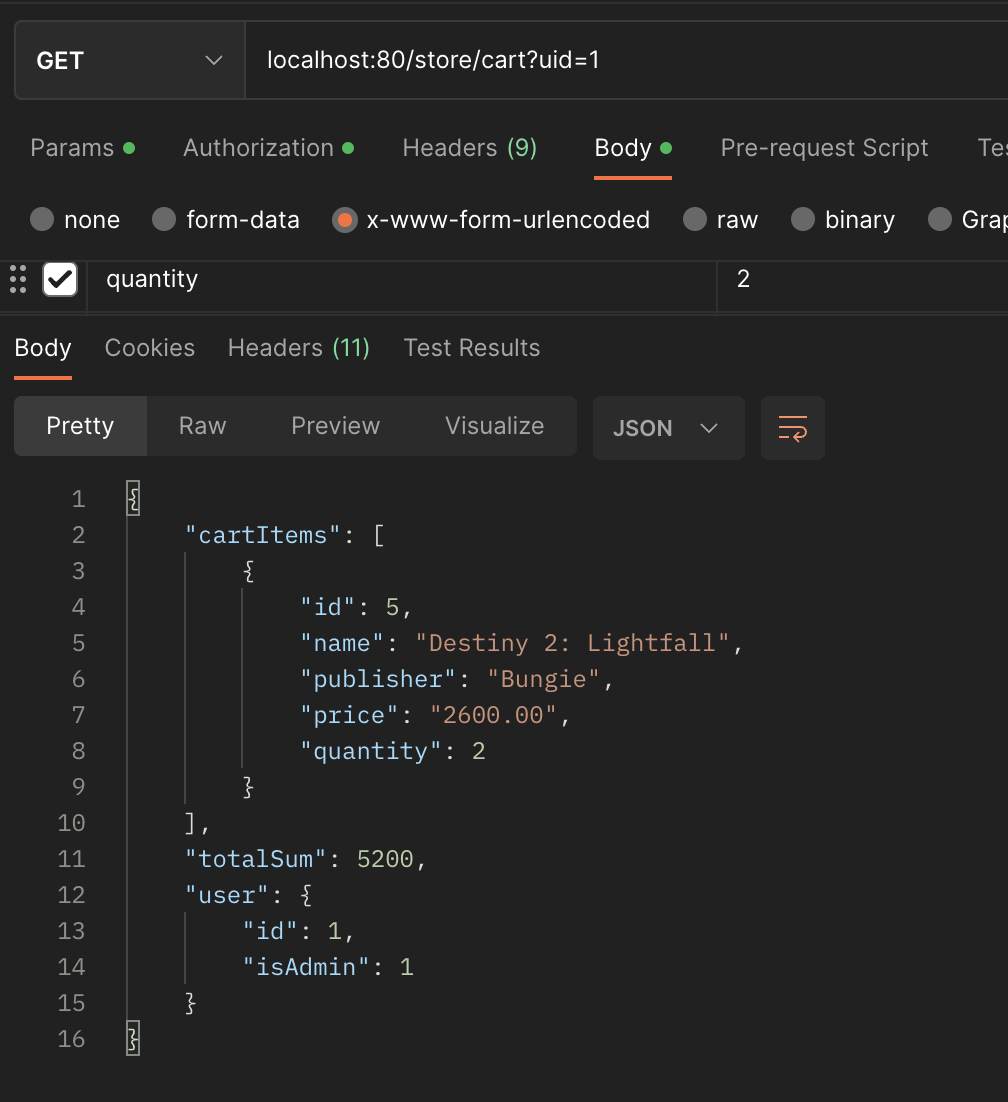 GET localhost:80/store/cart?uid=1
Params Authorization Headers (9) Body Pre-request Script
none form-data x-www-form-urlencoded raw binary
quantity 2
Body Cookies Headers (11) Test Results
Pretty Raw Preview Visualize JSON
1 {
2 "cartItems": [
3 {
4 "id": 5,
5 "name": "Destiny 2: Lightfall",
6 "publisher": "Bungie",
7 "price": "2600.00",
8 "quantity": 2
9 }
10 ],
11 "totalSum": 5200,
12 "user": {
13 "id": 1,
14 "isAdmin": 1
15 }
16 }